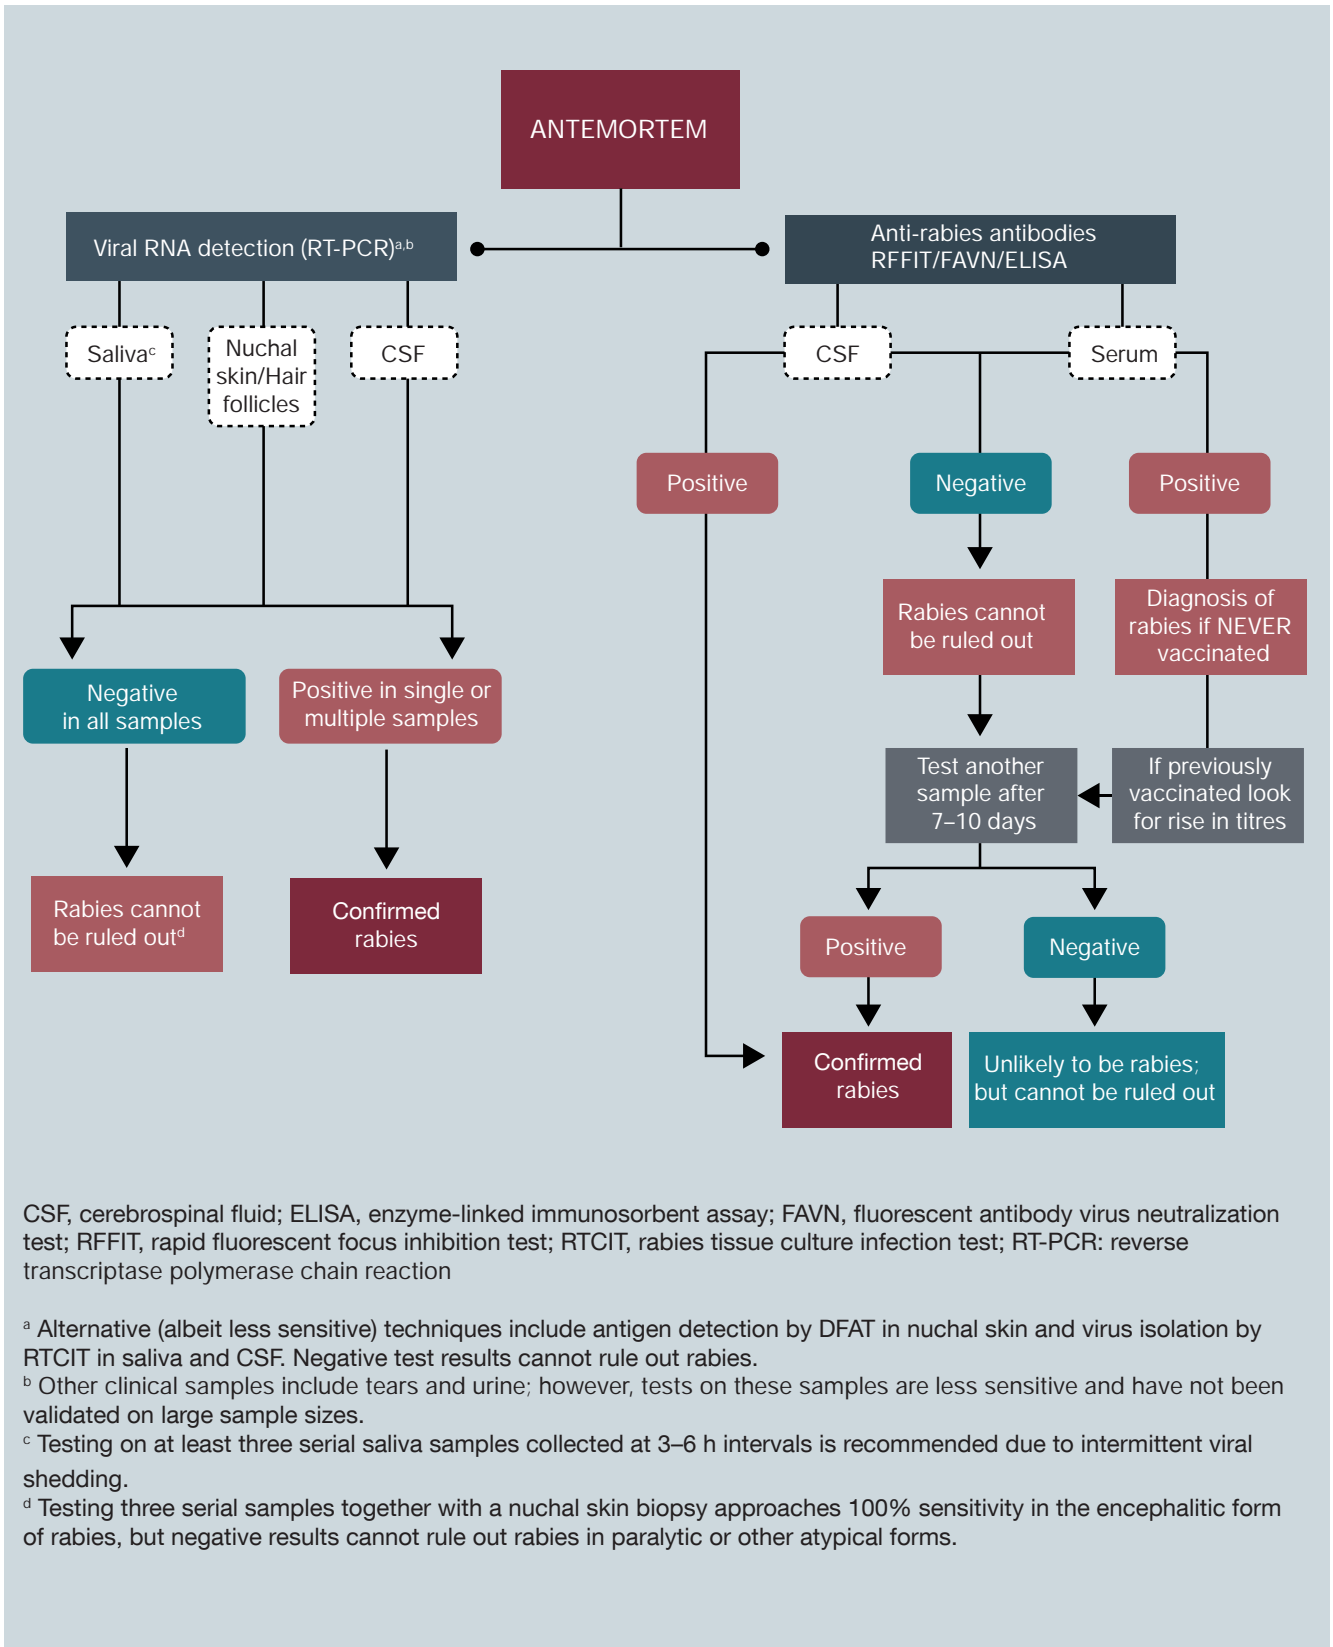 ANTEMORTEM
Viral RNA detection (RT-PCR)a,b
Anti-rabies antibodies
RFFIT/FAVN/ELISA
Salivac
Nuchal
skin/Hair
follicles
CSF
CSF
Serum
Positive
Negative
Positive
Rabies cannot
be ruled out
Diagnosis of
rabies if NEVER
vaccinated
Negative
in all samples
Positive in single or
multiple samples
Test another
sample after
7–10 days
If previously
vaccinated look
for rise in titres
Rabies cannot
be ruled outd
Confirmed
rabies
Positive
Negative
Confirmed
rabies
Unlikely to be rabies;
but cannot be ruled out
CSF, cerebrospinal fluid; ELISA, enzyme-linked immunosorbent assay; FAVN, fluorescent antibody virus neutralization
test; RFFIT, rapid fluorescent focus inhibition test; RTCIT, rabies tissue culture infection test; RT-PCR: reverse
transcriptase polymerase chain reaction
a Alternative (albeit less sensitive) techniques include antigen detection by DFAT in nuchal skin and virus isolation by
RTCIT in saliva and CSF. Negative test results cannot rule out rabies.
b Other clinical samples include tears and urine; however, tests on these samples are less sensitive and have not been
validated on large sample sizes.
c Testing on at least three serial saliva samples collected at 3–6 h intervals is recommended due to intermittent viral
shedding.
d Testing three serial samples together with a nuchal skin biopsy approaches 100% sensitivity in the encephalitic form
of rabies, but negative results cannot rule out rabies in paralytic or other atypical forms.